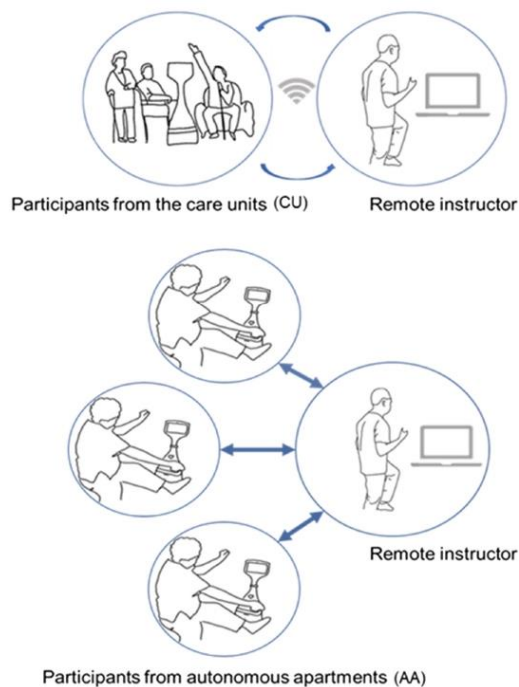 Participants from the care units (CU)
Remote instructor
Remote instructor
Participants from autonomous apartments (AA)